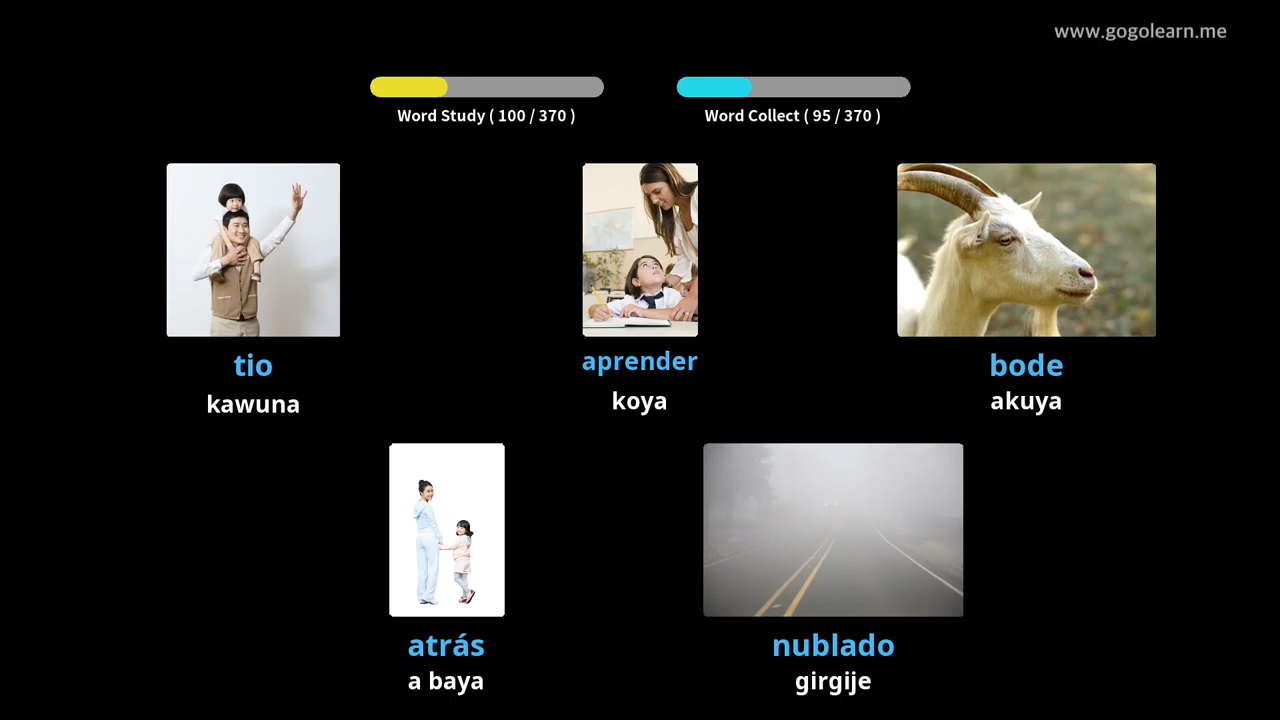 www.gogolearn.me
Word Study ( 100 / 370 )
Word Collect ( 95 / 370 )
tio
kawuna
aprender
koya
bode
akuya
atrás
a baya
nublado
girgije